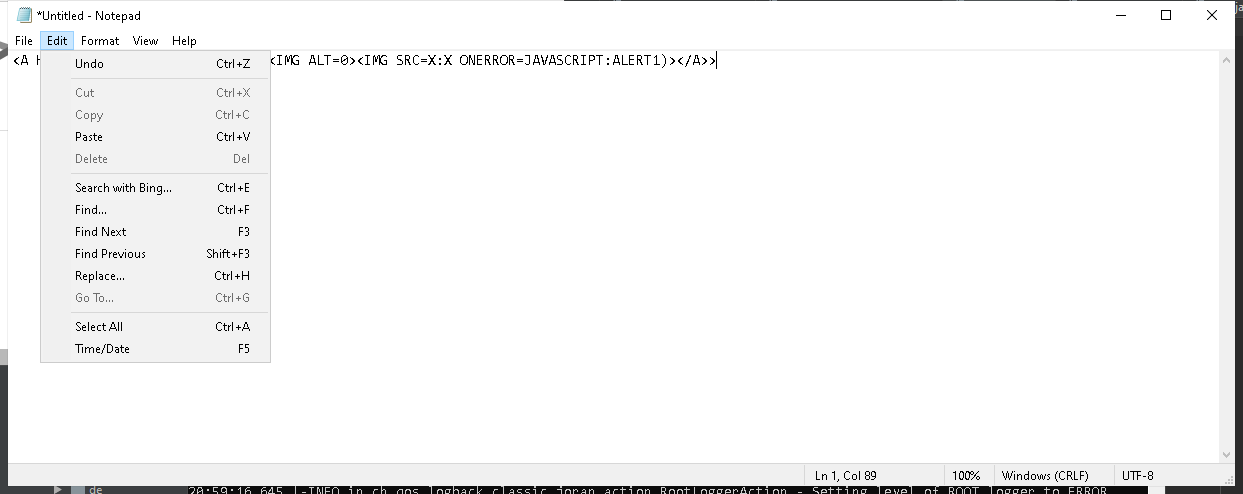 *Untitled - Notepad
File Edit Format View Help
<A H <IMG ALT=0><IMG SRC=X:X ONERROR=JAVASCRIPT:ALERT1)></A>>
Undo Ctrl+Z
Cut Ctrl+X
Copy Ctrl+C
Paste Ctrl+V
Delete Del
Search with Bing... Ctrl+E
Find... Ctrl+F
Find Next F3
Find Previous Shift+F3
Replace... Ctrl+H
Go To... Ctrl+G
Select All Ctrl+A
Time/Date F5
Ln 1, Col 89 100% Windows (CRLF) UTF-8
de 20:59:16,645 |-INFO in ch.qos.logback.classic.joran.action.RootLoggerAction - Setting level of ROOT logger to ERROR